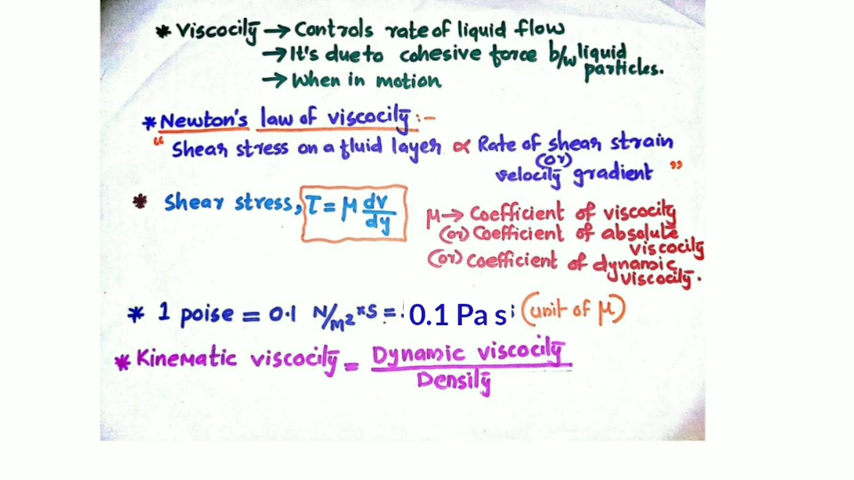 * Viscocity → Controls rate of liquid flow
→ It's due to cohesive force b/w liquid particles.
→ When in motion
* Newton's law of viscocity :-
" Shear stress on a fluid layer ∝ Rate of shear strain
(or)
velocity gradient "
* Shear stress, τ = μ dv/dy
μ → Coefficient of viscocity
(or) Coefficient of absolute viscocity
(or) Coefficient of dynamic viscocity.
* 1 poise = 0.1 N/m² * s = 0.1 Pa s (unit of μ)
* Kinematic viscocity = Dynamic viscocity / Density